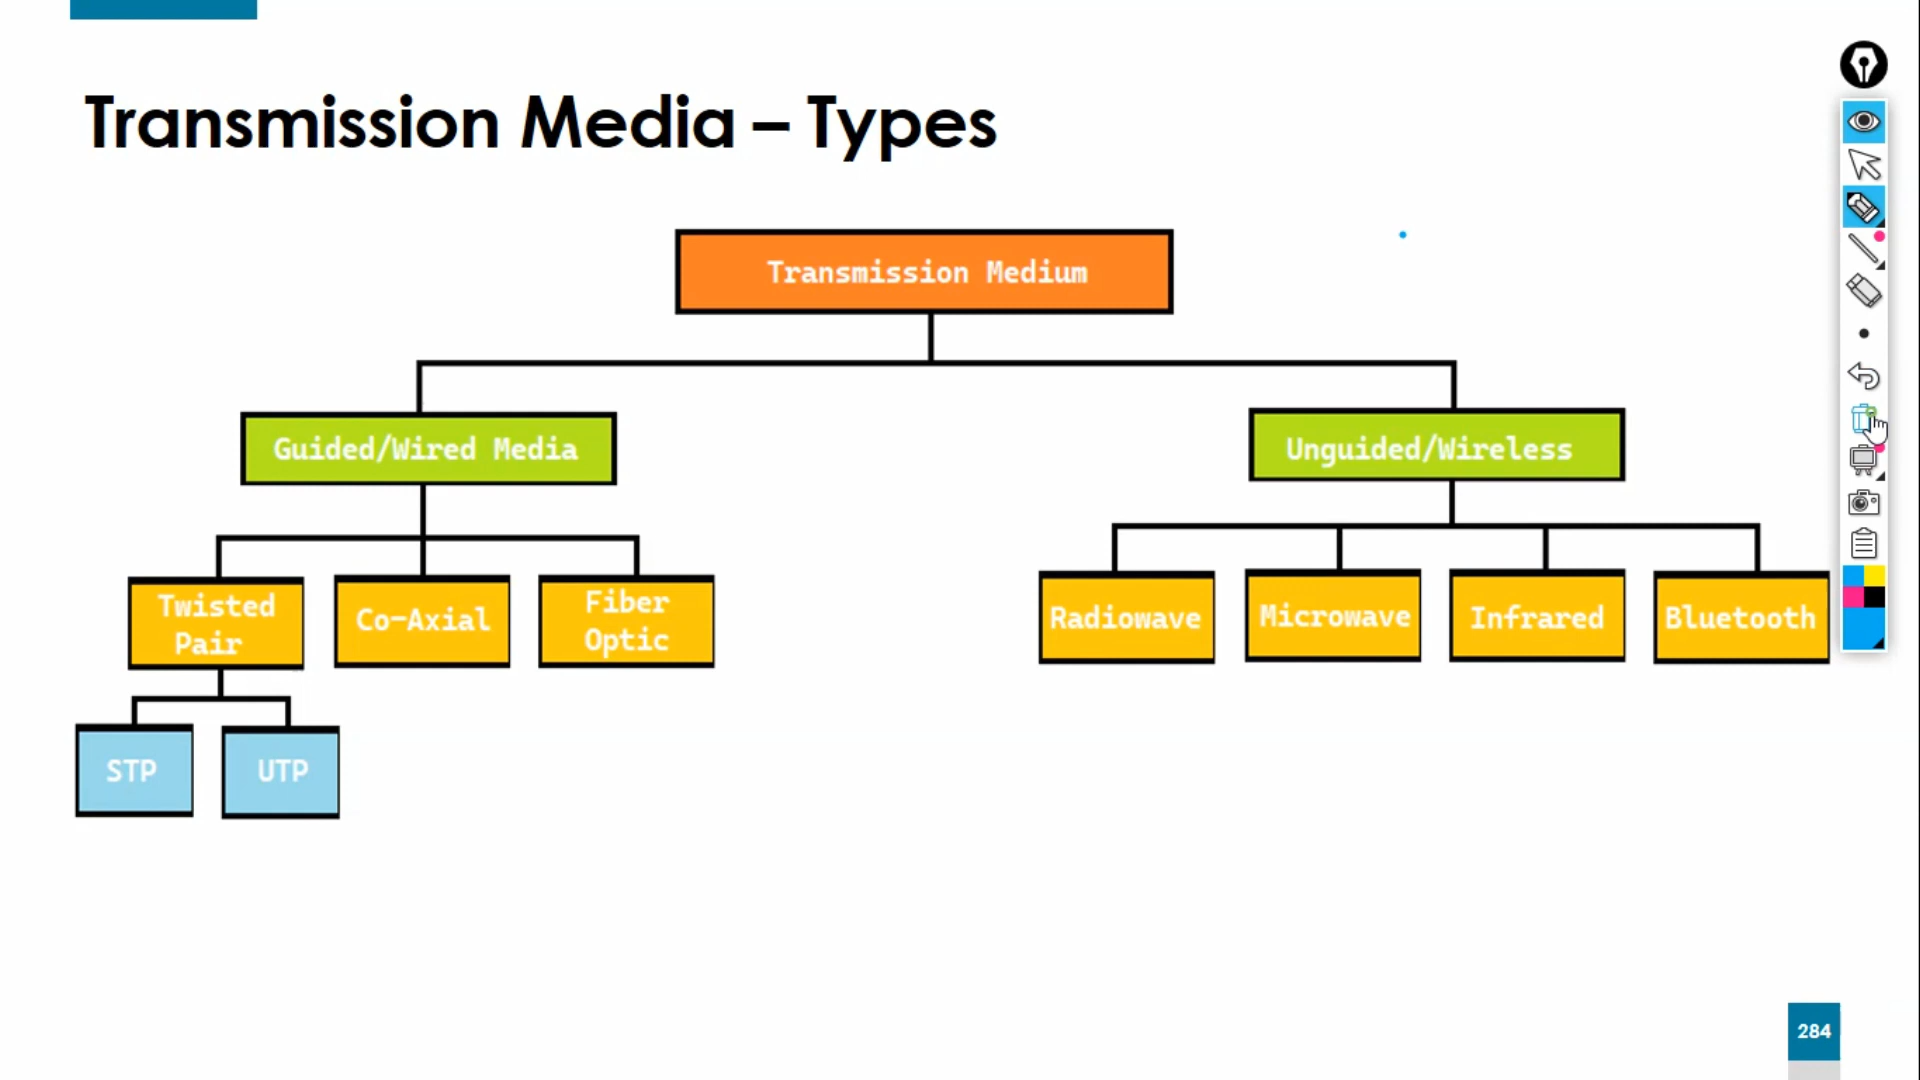 Transmission Media – Types
Transmission Medium
Guided/Wired Media
Unguided/Wireless
Twisted
Pair
Co-Axial
Fiber
Optic
Radiowave
Microwave
Infrared
Bluetooth
STP
UTP
284